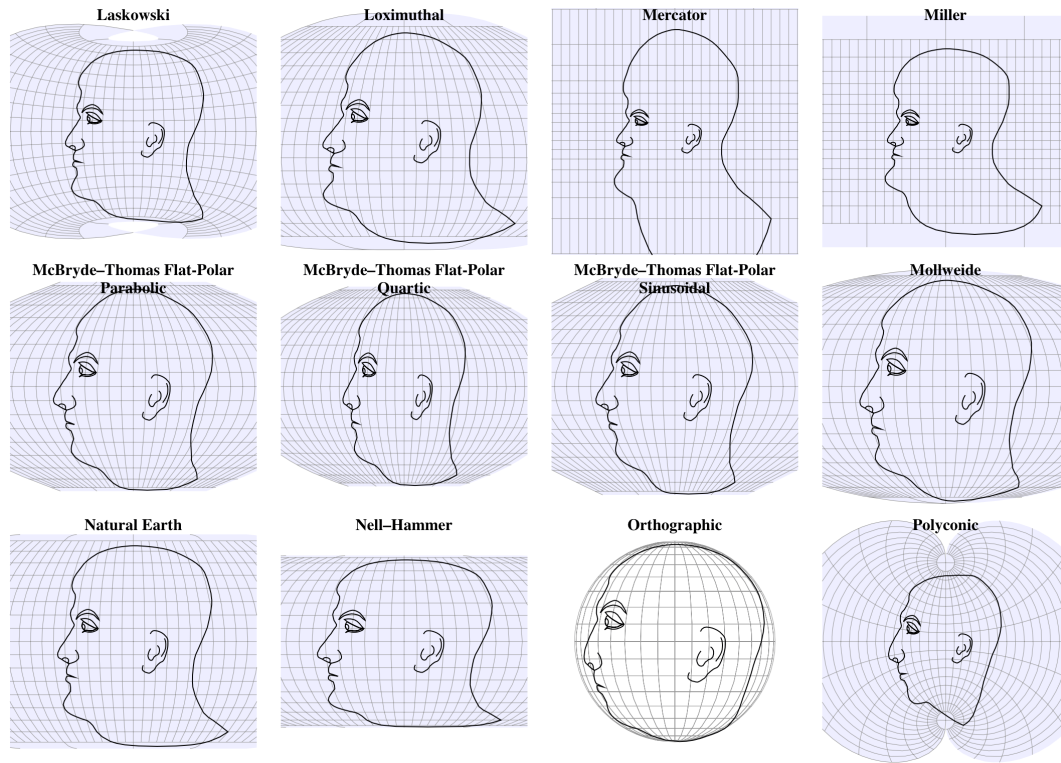 Laskowski
Loximuthal
Mercator
Miller
McBryde–Thomas Flat-Polar
Parabolic
McBryde–Thomas Flat-Polar
Quartic
McBryde–Thomas Flat-Polar
Sinusoidal
Mollweide
Natural Earth
Nell–Hammer
Orthographic
Polyconic